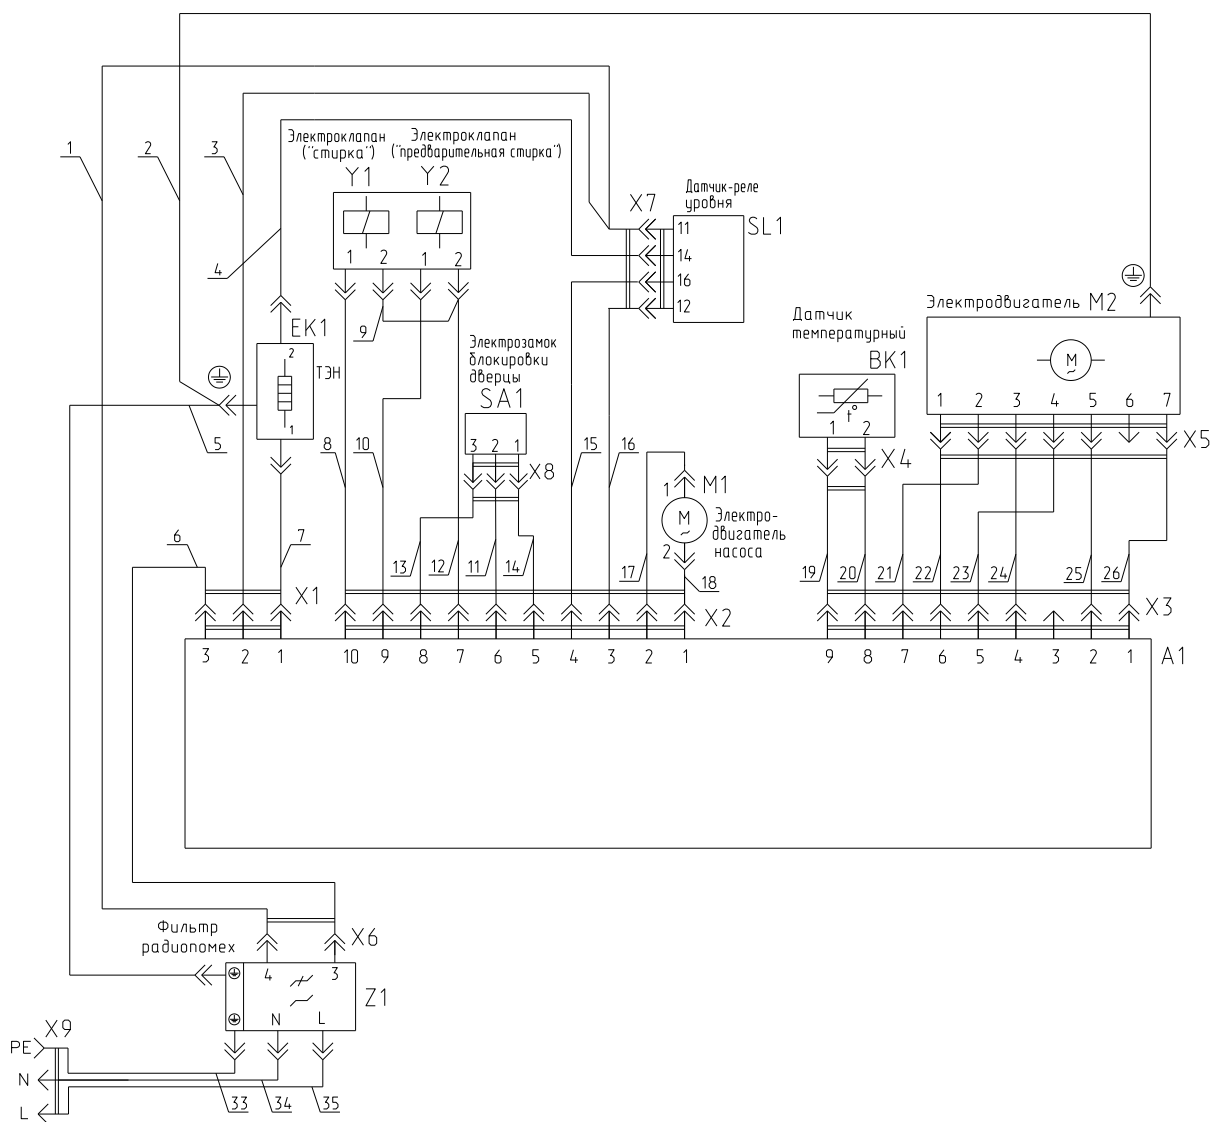 1
2
3
4
Электроклапан
("стирка")
Y1
Электроклапан
("предварительная стирка")
Y2
1 2 1 2
X7
Датчик-реле
уровня
SL1
11
14
16
12
9
EK1
ТЭН
2
1
5
Электрозамок
блокировки
дверцы
SA1
3 2 1
X8
Датчик
температурный
BK1
t°
1 2
X4
Электродвигатель M2
M
~
1 2 3 4 5 6 7
X5
6
7
8
10
13
12
11
14
15
16
17
18
1
M1
M
~
2
Электро-
двигатель
насоса
19
20
21
22
23
24
25
26
X1
X2
X3
3 2 1
10 9 8 7 6 5 4 3 2 1
9 8 7 6 5 4 3 2 1
A1
Фильтр
радиопомех
X6
4 3
Z1
N L
X9
PE
N
L
33
34
35